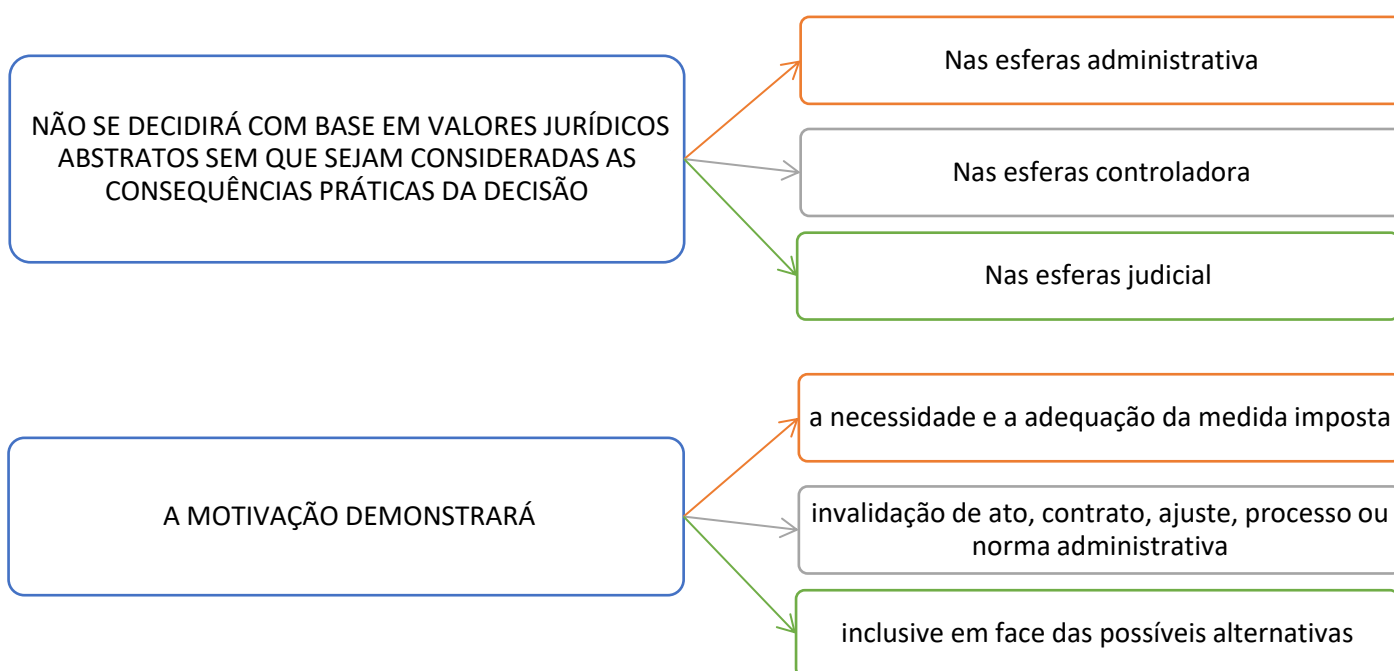 NÃO SE DECIDIRÁ COM BASE EM VALORES JURÍDICOS
ABSTRATOS SEM QUE SEJAM CONSIDERADAS AS
CONSEQUÊNCIAS PRÁTICAS DA DECISÃO
Nas esferas administrativa
Nas esferas controladora
Nas esferas judicial
A MOTIVAÇÃO DEMONSTRARÁ
a necessidade e a adequação da medida imposta
invalidação de ato, contrato, ajuste, processo ou
norma administrativa
inclusive em face das possíveis alternativas